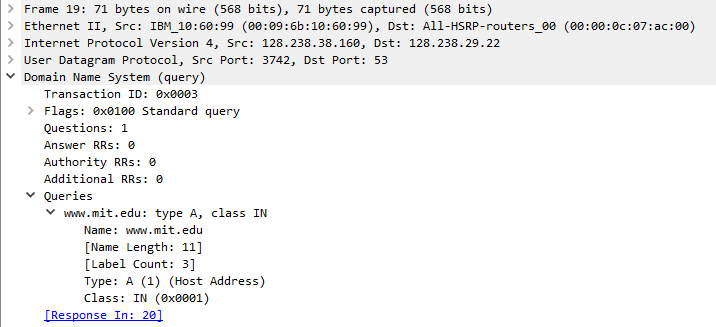 Frame 19: 71 bytes on wire (568 bits), 71 bytes captured (568 bits)
Ethernet II, Src: IBM_10:60:99 (00:09:6b:10:60:99), Dst: All-HSRP-routers_00 (00:00:0c:07:ac:00)
Internet Protocol Version 4, Src: 128.238.38.160, Dst: 128.238.29.22
User Datagram Protocol, Src Port: 3742, Dst Port: 53
Domain Name System (query)
Transaction ID: 0x0003
Flags: 0x0100 Standard query
Questions: 1
Answer RRs: 0
Authority RRs: 0
Additional RRs: 0
Queries
www.mit.edu: type A, class IN
Name: www.mit.edu
[Name Length: 11]
[Label Count: 3]
Type: A (1) (Host Address)
Class: IN (0x0001)
[Response In: 20]